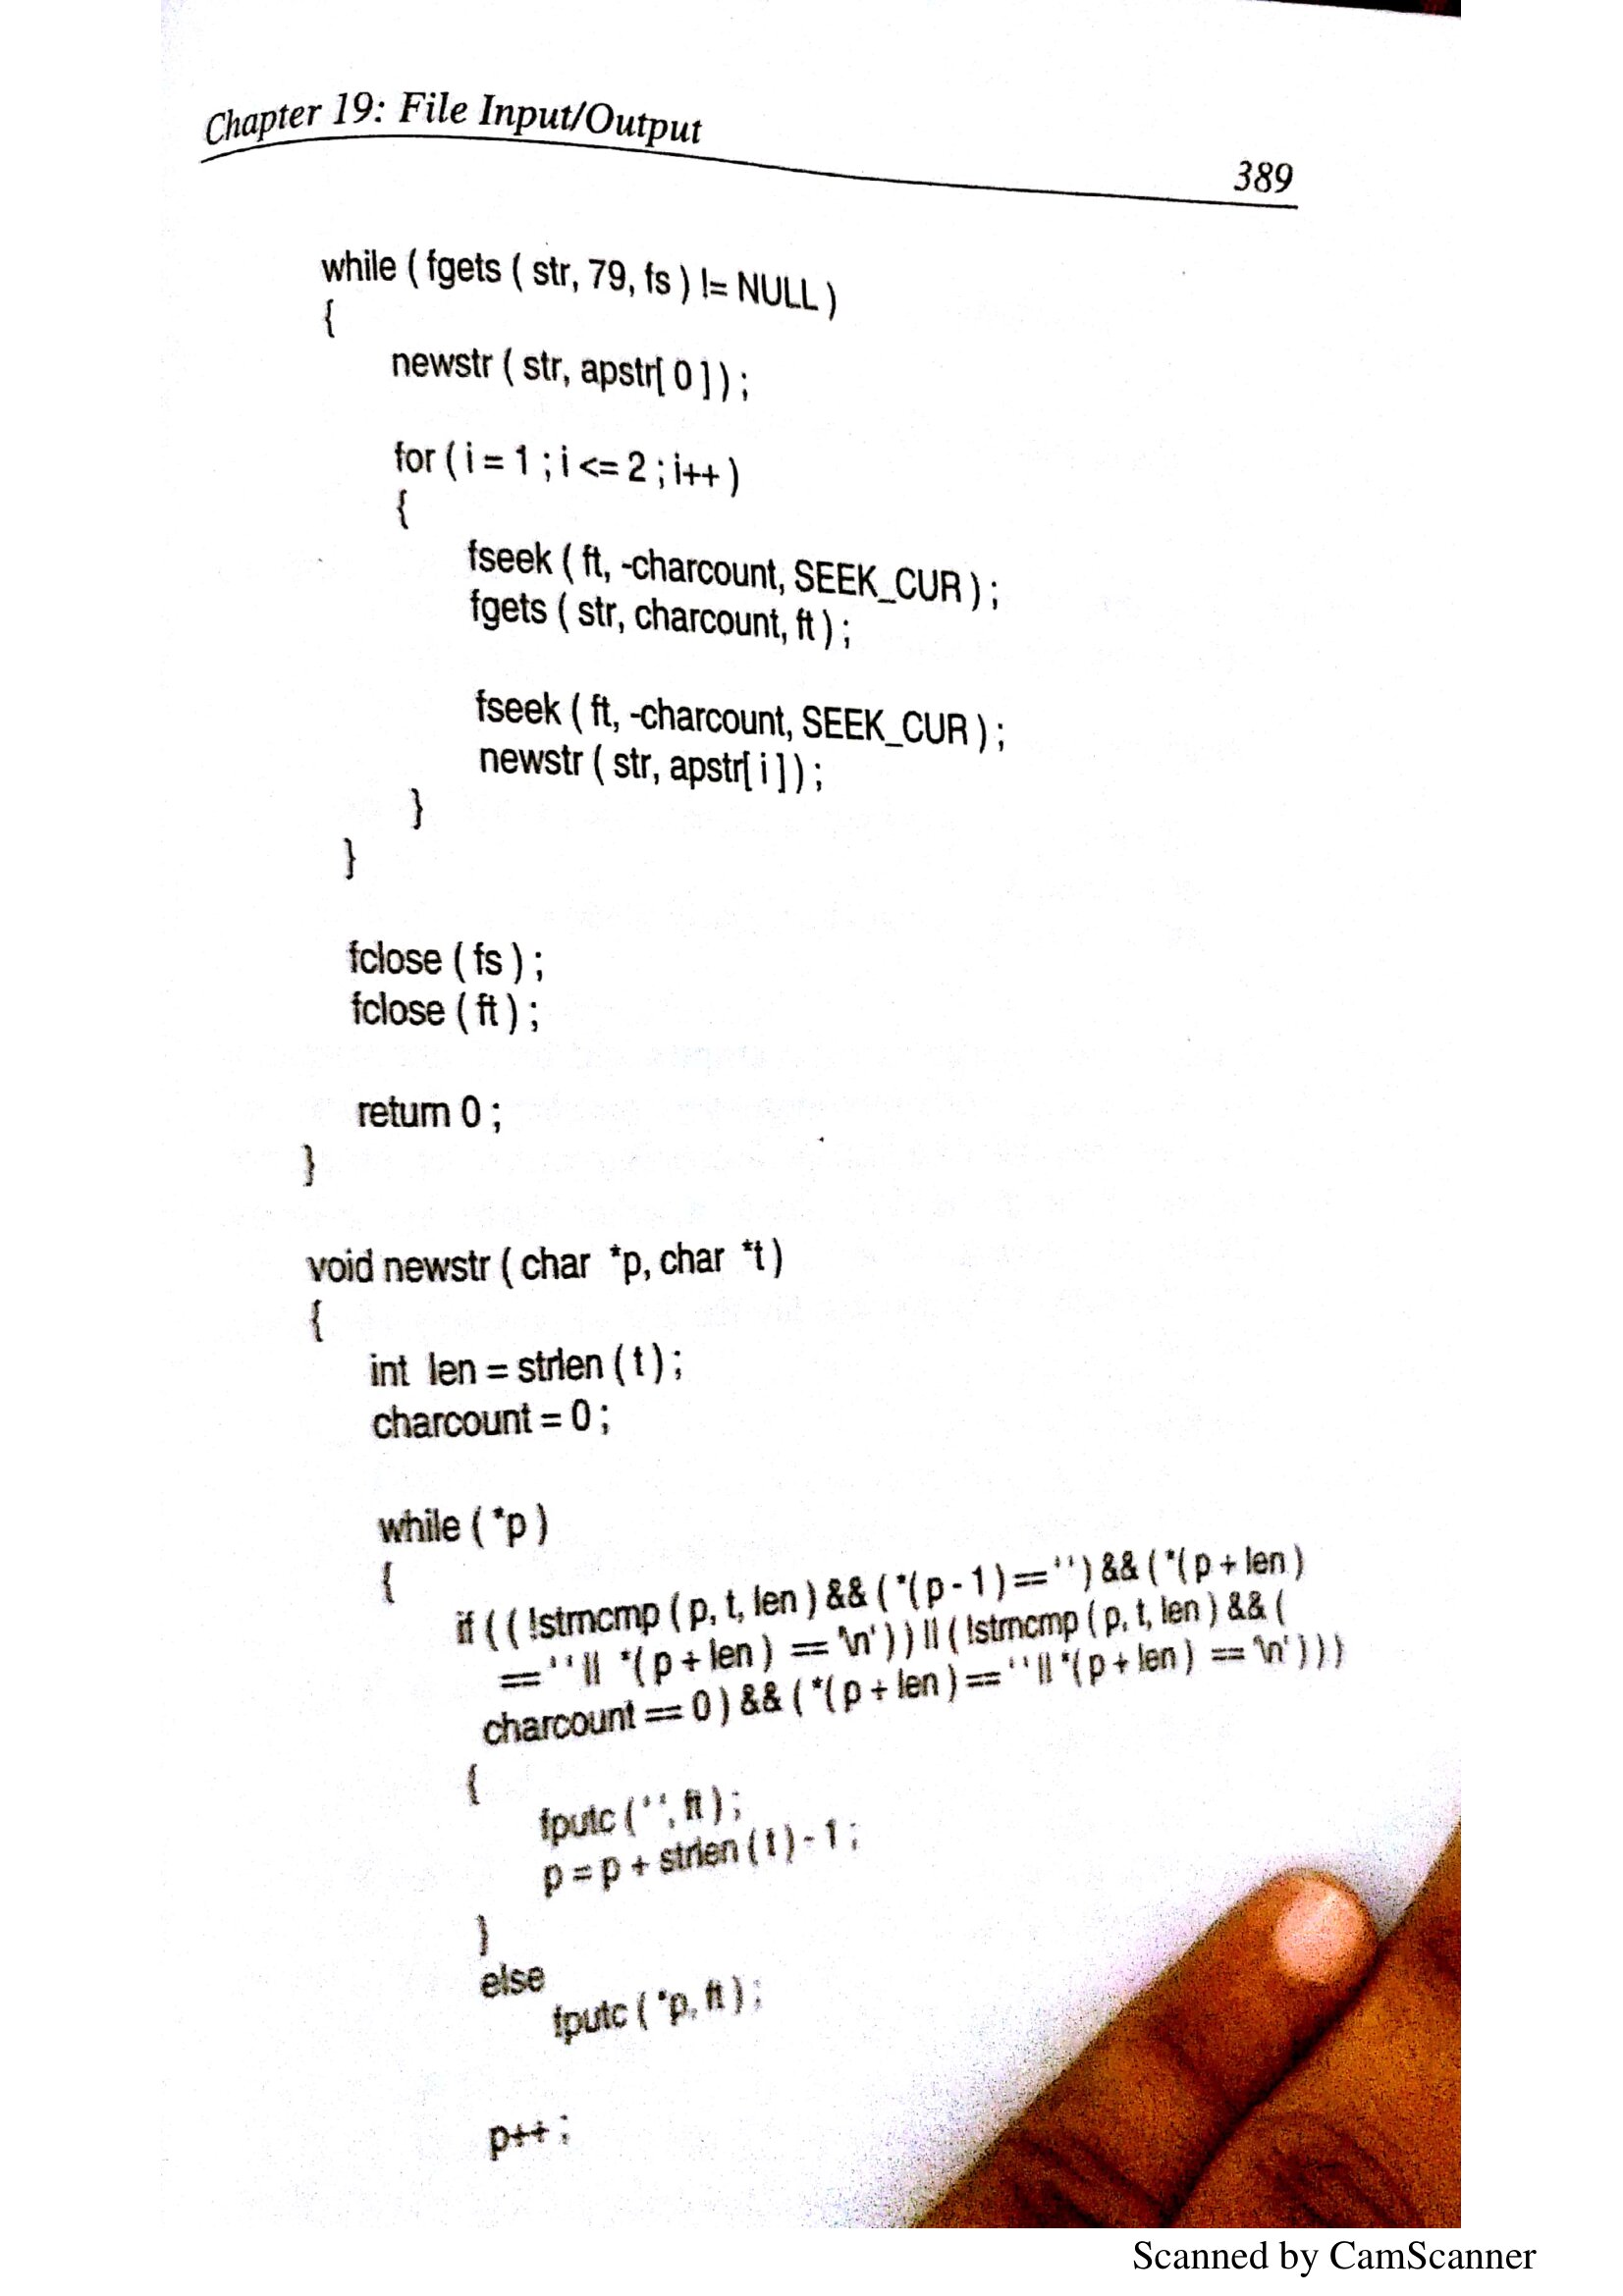 Chapter 19: File Input/Output
389
while ( fgets ( str, 79, fs ) != NULL )
{
newstr ( str, apstr[ 0 ] ) ;
for ( i = 1 ; i <= 2 ; i++ )
{
fseek ( ft, -charcount, SEEK_CUR ) ;
fgets ( str, charcount, ft ) ;
fseek ( ft, -charcount, SEEK_CUR ) ;
newstr ( str, apstr[ i ] ) ;
}
}
fclose ( fs ) ;
fclose ( ft ) ;
return 0 ;
}
void newstr ( char *p, char *t )
{
int len = strlen ( t ) ;
charcount = 0 ;
while ( *p )
{
if ( ( !strncmp ( p, t, len ) && ( *( p - 1 ) == ' ' ) && ( *( p + len )
== ' ' || *( p + len ) == '\n' ) ) || ( !strncmp ( p, t, len ) && (
charcount == 0 ) && ( *( p + len ) == ' ' || *( p + len ) == '\n' ) ) )
{
fputc ( ' ', ft ) ;
p = p + strlen ( t ) - 1 ;
}
else
fputc ( *p, ft ) ;
p++ ;
Scanned by CamScanner